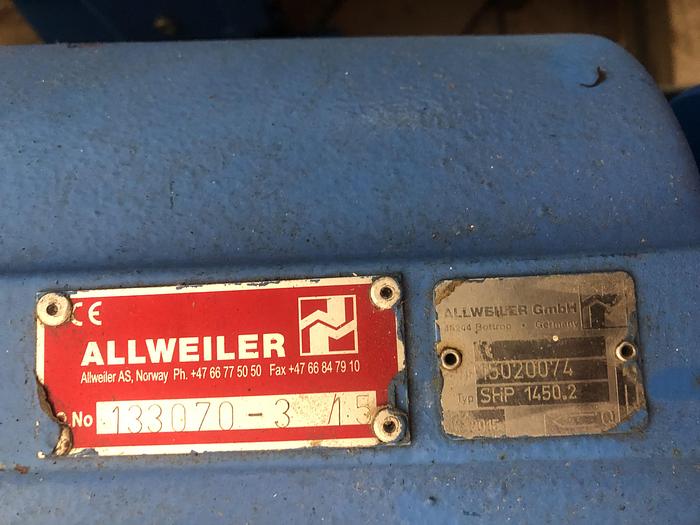 CE
ALLWEILER
Allweiler AS, Norway Ph. +47 66 77 50 50 Fax +47 66 84 79 10
No 133070-3 /15
ALLWEILER GmbH
46244 Bottrop • Germany
15020074
Typ SHP 1450.2
2015